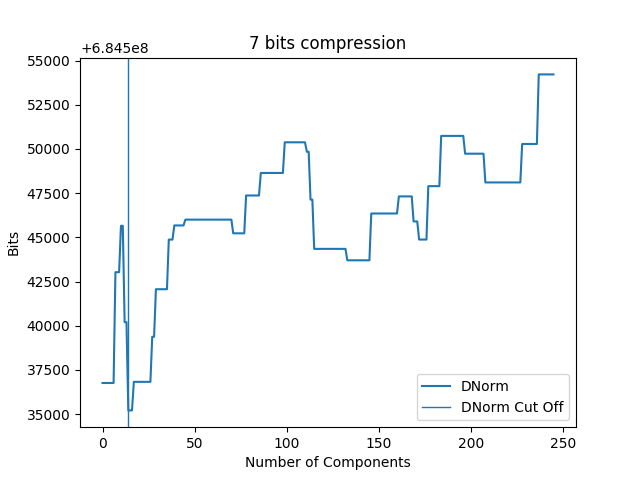 7 bits compression
+6.845e8
55000
52500
50000
47500
45000
42500
40000
37500
35000
Bits
0 50 100 150 200 250
Number of Components
DNorm
DNorm Cut Off